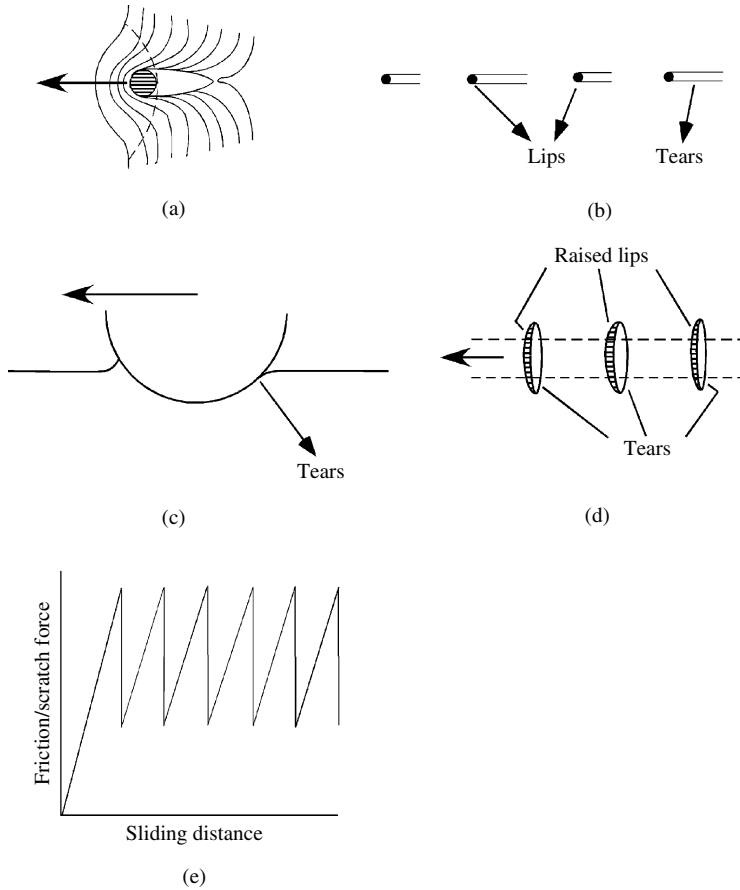 (a)
Lips
Tears
(b)
Tears
(c)
Raised lips
Tears
(d)
Friction/scratch force
Sliding distance
(e)